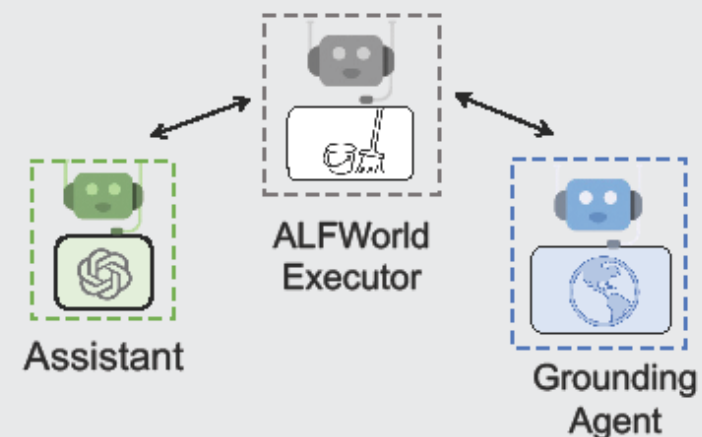 ALFWorld
Executor
Assistant
Grounding
Agent